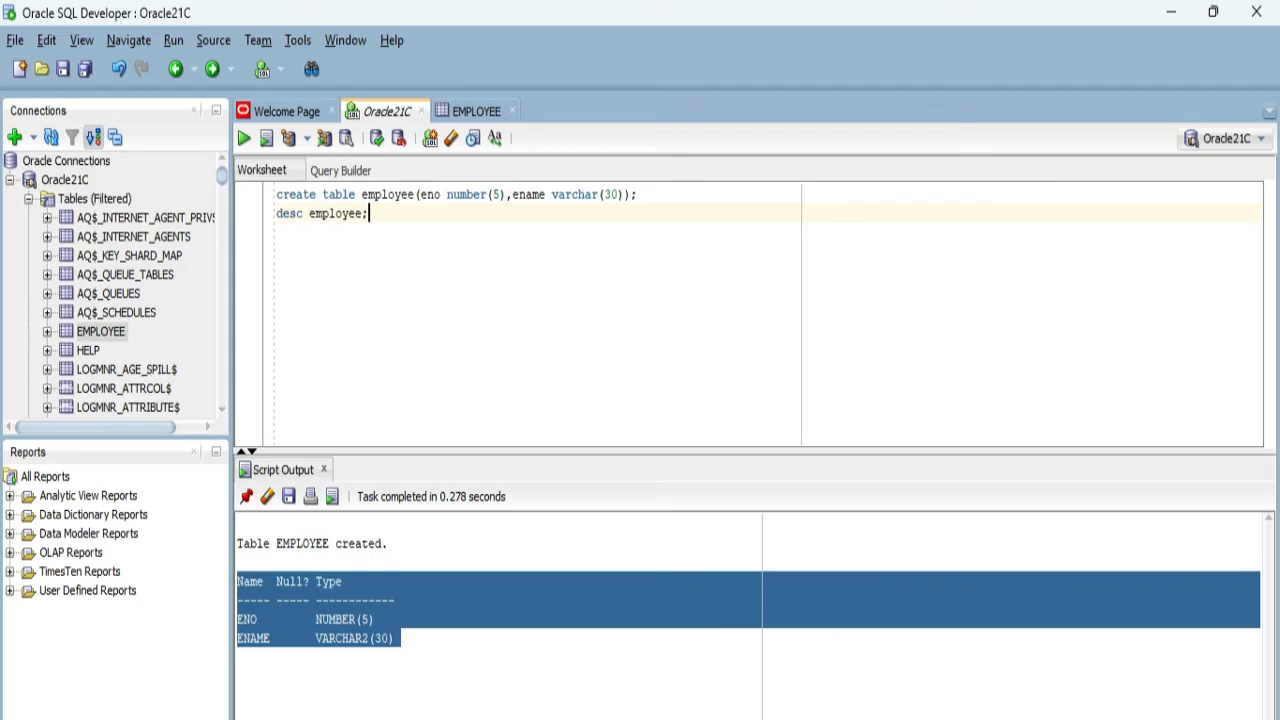 Oracle SQL Developer : Oracle21C
File Edit View Navigate Run Source Team Tools Window Help
Connections
Oracle Connections
Oracle21C
Tables (Filtered)
AQ$_INTERNET_AGENT_PRIVS
AQ$_INTERNET_AGENTS
AQ$_KEY_SHARD_MAP
AQ$_QUEUE_TABLES
AQ$_QUEUES
AQ$_SCHEDULES
EMPLOYEE
HELP
LOGMNR_AGE_SPILL$
LOGMNR_ATTRCOL$
LOGMNR_ATTRIBUTE$
Reports
All Reports
Analytic View Reports
Data Dictionary Reports
Data Modeler Reports
OLAP Reports
TimesTen Reports
User Defined Reports
Welcome Page Oracle21C EMPLOYEE
Oracle21C
Worksheet Query Builder
create table employee(eno number(5),ename varchar(30));
desc employee;
Script Output
Task completed in 0.278 seconds
Table EMPLOYEE created.
Name Null? Type
----- ----- ------------
ENO NUMBER(5)
ENAME VARCHAR2(30)